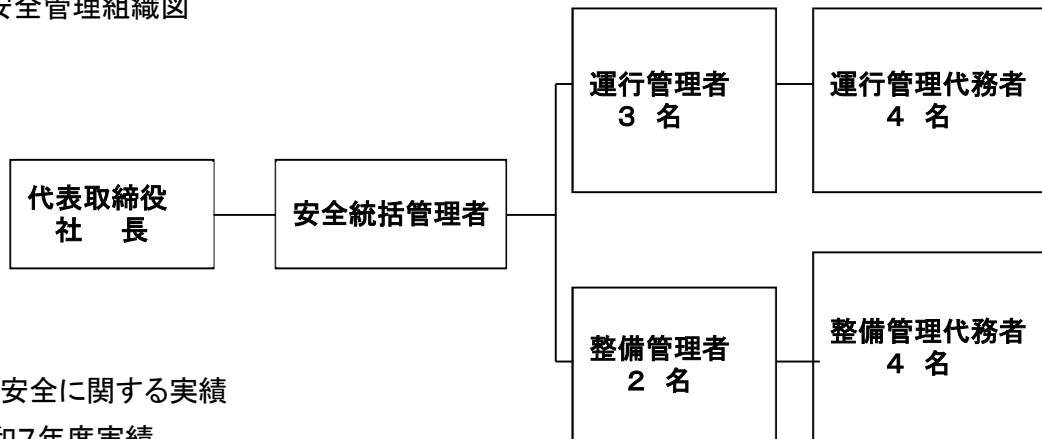 安全管理組織図
運行管理者
３ 名
運行管理代務者
４ 名
代表取締役
社 長
安全統括管理者
整備管理者
２ 名
整備管理代務者
４ 名
安全に関する実績
和7年度実績